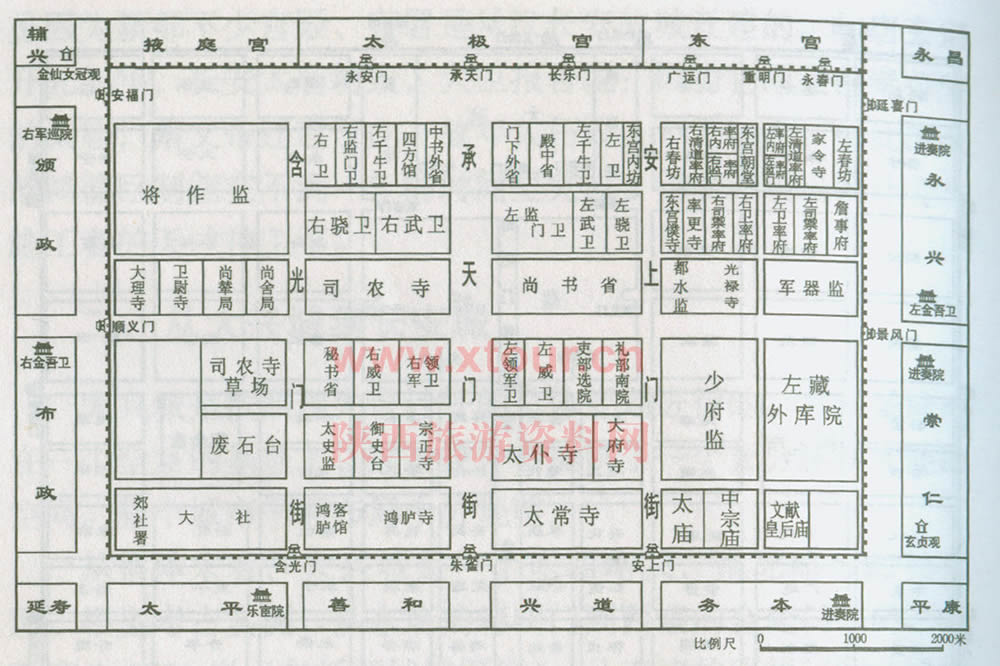 辅兴
掖庭宫
太极宫
东宫
永昌
金仙女冠观
永安门
承天门
长乐门
广运门
重明门
永春门
安福门
延喜门
右军巡院
颁政
进奏院
永兴
左金吾卫
将作监
含光门街
右卫
右监门卫
右千牛卫
四方馆
中书外省
承天门街
门下外省
殿中省
左千牛卫
左卫
东宫内坊
安上门街
右春坊
右清道率府
右内率府
右监门率府
东宫朝堂
左内率府
左监门率府
左清道率府
家令寺
左春坊
右骁卫
右武卫
左监门卫
左武卫
左骁卫
东宫仆寺
率更寺
右司禦率府
右卫率府
左卫率府
左司禦率府
詹事府
大理寺
卫尉寺
尚辇局
尚舍局
司农寺
尚书省
都水监
光禄寺
军器监
顺义门
景风门
右金吾卫
布政
进奏院
崇仁
玄贞观
司农寺草场
秘书省
右威卫
右领军卫
左领军卫
左威卫
吏部选院
礼部南院
少府监
左藏外库院
www.xtour.cn
陕西旅游资料网
废石台
太史监
御史台
宗正寺
太仆寺
大府寺
郊社署
大社
鸿胪客馆
鸿胪寺
太常寺
太庙
中宗庙
文献皇后庙
含光门
朱雀门
安上门
延寿
太平
乐官院
善和
兴道
务本
进奏院
平康
比例尺
0
1000
2000米